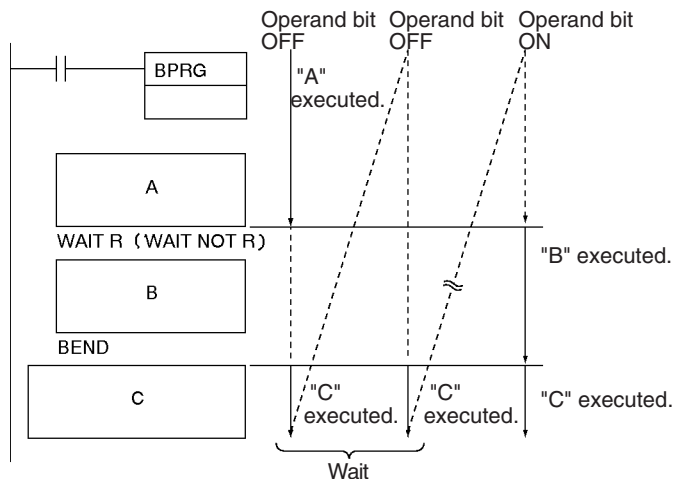 Operand bit
OFF
Operand bit
OFF
Operand bit
ON
BPRG
"A"
executed.
A
WAIT R (WAIT NOT R)
B
"B" executed.
BEND
C
"C"
executed.
"C"
executed.
"C" executed.
Wait